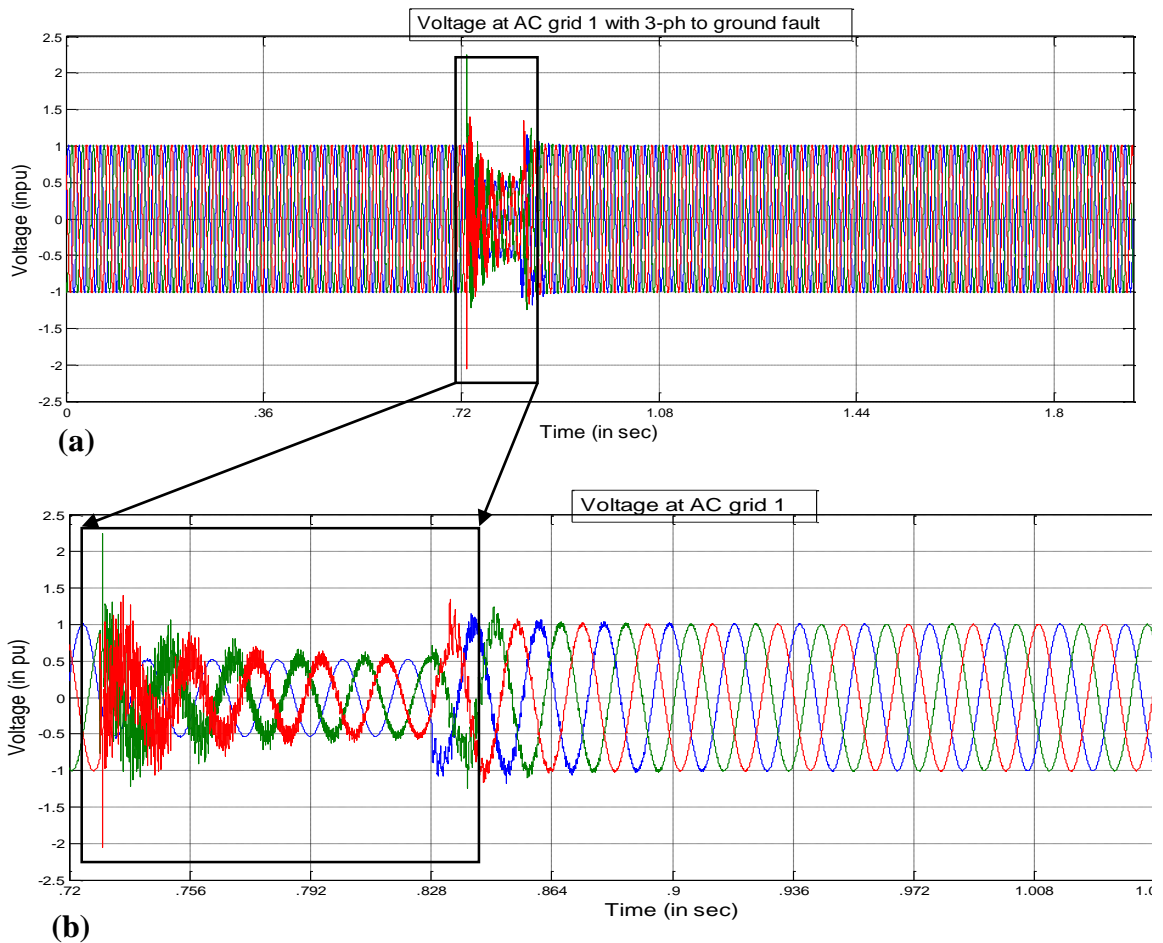 Voltage at AC grid 1 with 3-ph to ground fault
2.5
2
1.5
1
0.5
0
-0.5
-1
-1.5
-2
-2.5
Voltage (inpu)
0 .36 .72 1.08 1.44 1.8
Time (in sec)
(a)
Voltage at AC grid 1
2.5
2
1.5
1
0.5
0
-0.5
-1
-1.5
-2
-2.5
Voltage (in pu)
.72 .756 .792 .828 .864 .9 .936 .972 1.008 1.0
Time (in sec)
(b)